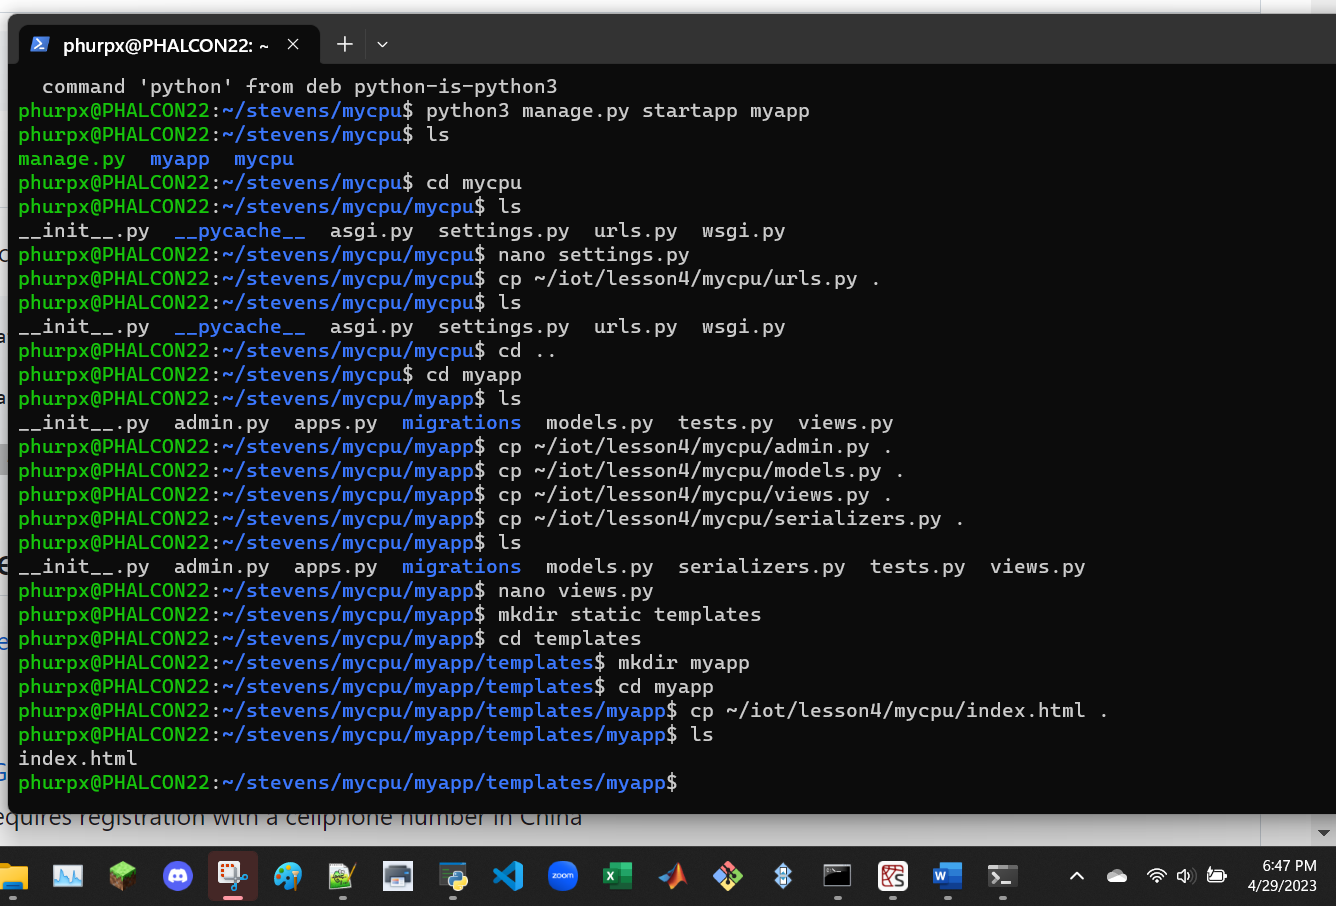 phurpx@PHALCON22: ~
command 'python' from deb python-is-python3
phurpx@PHALCON22:~/stevens/mycpu$ python3 manage.py startapp myapp
phurpx@PHALCON22:~/stevens/mycpu$ ls
manage.py  myapp  mycpu
phurpx@PHALCON22:~/stevens/mycpu$ cd mycpu
phurpx@PHALCON22:~/stevens/mycpu/mycpu$ ls
__init__.py  __pycache__  asgi.py  settings.py  urls.py  wsgi.py
phurpx@PHALCON22:~/stevens/mycpu/mycpu$ nano settings.py
phurpx@PHALCON22:~/stevens/mycpu/mycpu$ cp ~/iot/lesson4/mycpu/urls.py .
phurpx@PHALCON22:~/stevens/mycpu/mycpu$ ls
__init__.py  __pycache__  asgi.py  settings.py  urls.py  wsgi.py
phurpx@PHALCON22:~/stevens/mycpu/mycpu$ cd ..
phurpx@PHALCON22:~/stevens/mycpu$ cd myapp
phurpx@PHALCON22:~/stevens/mycpu/myapp$ ls
__init__.py  admin.py  apps.py  migrations  models.py  tests.py  views.py
phurpx@PHALCON22:~/stevens/mycpu/myapp$ cp ~/iot/lesson4/mycpu/admin.py .
phurpx@PHALCON22:~/stevens/mycpu/myapp$ cp ~/iot/lesson4/mycpu/models.py .
phurpx@PHALCON22:~/stevens/mycpu/myapp$ cp ~/iot/lesson4/mycpu/views.py .
phurpx@PHALCON22:~/stevens/mycpu/myapp$ cp ~/iot/lesson4/mycpu/serializers.py .
phurpx@PHALCON22:~/stevens/mycpu/myapp$ ls
__init__.py  admin.py  apps.py  migrations  models.py  serializers.py  tests.py  views.py
phurpx@PHALCON22:~/stevens/mycpu/myapp$ nano views.py
phurpx@PHALCON22:~/stevens/mycpu/myapp$ mkdir static templates
phurpx@PHALCON22:~/stevens/mycpu/myapp$ cd templates
phurpx@PHALCON22:~/stevens/mycpu/myapp/templates$ mkdir myapp
phurpx@PHALCON22:~/stevens/mycpu/myapp/templates$ cd myapp
phurpx@PHALCON22:~/stevens/mycpu/myapp/templates/myapp$ cp ~/iot/lesson4/mycpu/index.html .
phurpx@PHALCON22:~/stevens/mycpu/myapp/templates/myapp$ ls
index.html
phurpx@PHALCON22:~/stevens/mycpu/myapp/templates/myapp$
equires registration with a cellphone number in China
zoom
6:47 PM
4/29/2023